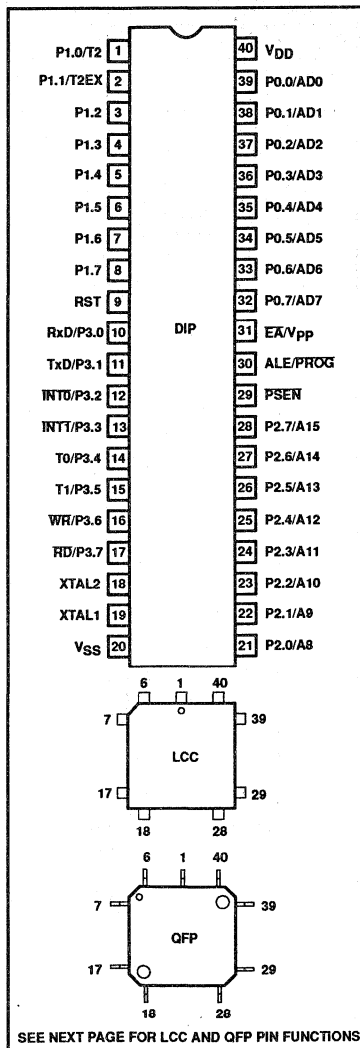 P1.0/T2 1 40 VDD
P1.1/T2EX 2 39 P0.0/AD0
P1.2 3 38 P0.1/AD1
P1.3 4 37 P0.2/AD2
P1.4 5 36 P0.3/AD3
P1.5 6 35 P0.4/AD4
P1.6 7 34 P0.5/AD5
P1.7 8 33 P0.6/AD6
RST 9 32 P0.7/AD7
DIP
RxD/P3.0 10 31 E̅A̅/VPP
TxD/P3.1 11 30 ALE/P̅R̅O̅G̅
I̅N̅T̅0̅/P3.2 12 29 P̅S̅E̅N̅
I̅N̅T̅1̅/P3.3 13 28 P2.7/A15
T0/P3.4 14 27 P2.6/A14
T1/P3.5 15 26 P2.5/A13
W̅R̅/P3.6 16 25 P2.4/A12
R̅D̅/P3.7 17 24 P2.3/A11
XTAL2 18 23 P2.2/A10
XTAL1 19 22 P2.1/A9
VSS 20 21 P2.0/A8
6 1 40
7 39
LCC
17 29
18 28
6 1 40
7 39
QFP
17 29
18 28
SEE NEXT PAGE FOR LCC AND QFP PIN FUNCTIONS